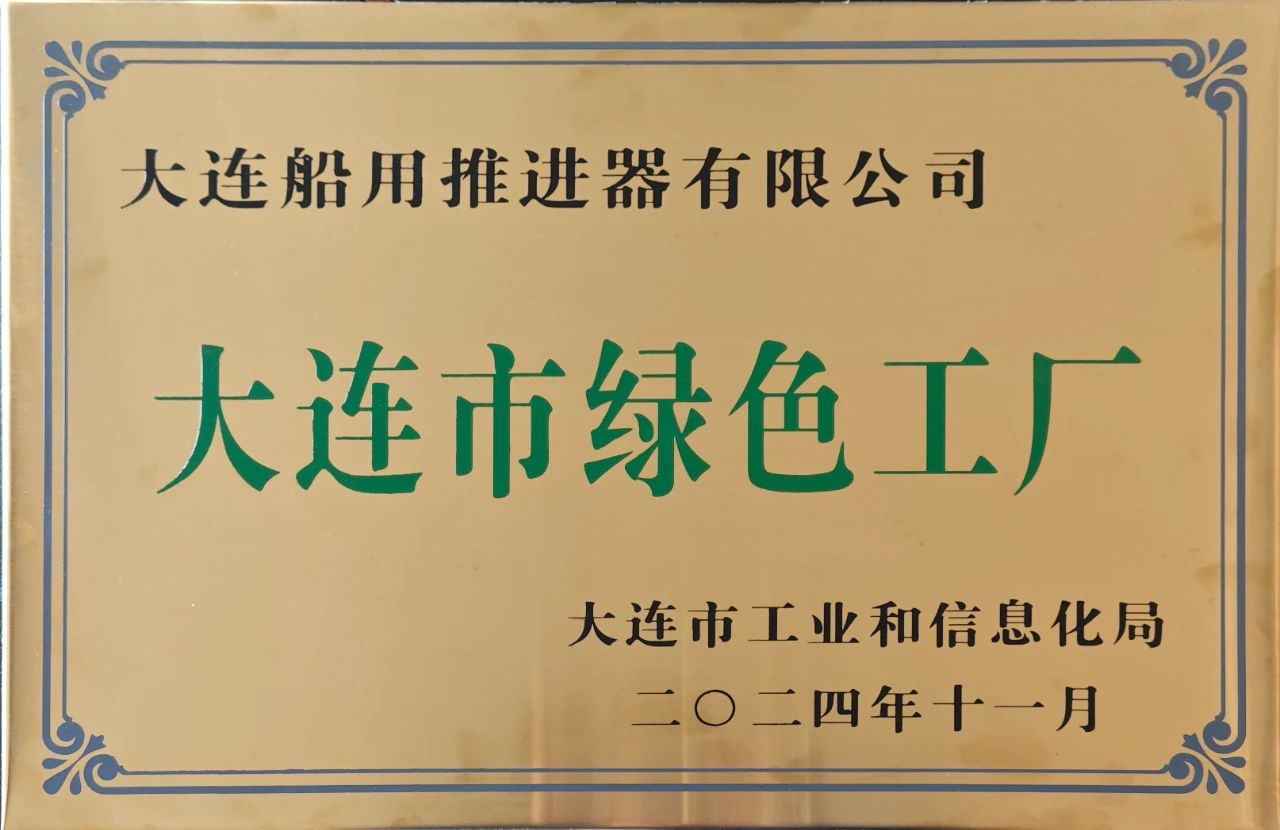 大连船用推进器有限公司
大连市绿色工厂
大连市工业和信息化局
二〇二四年十一月